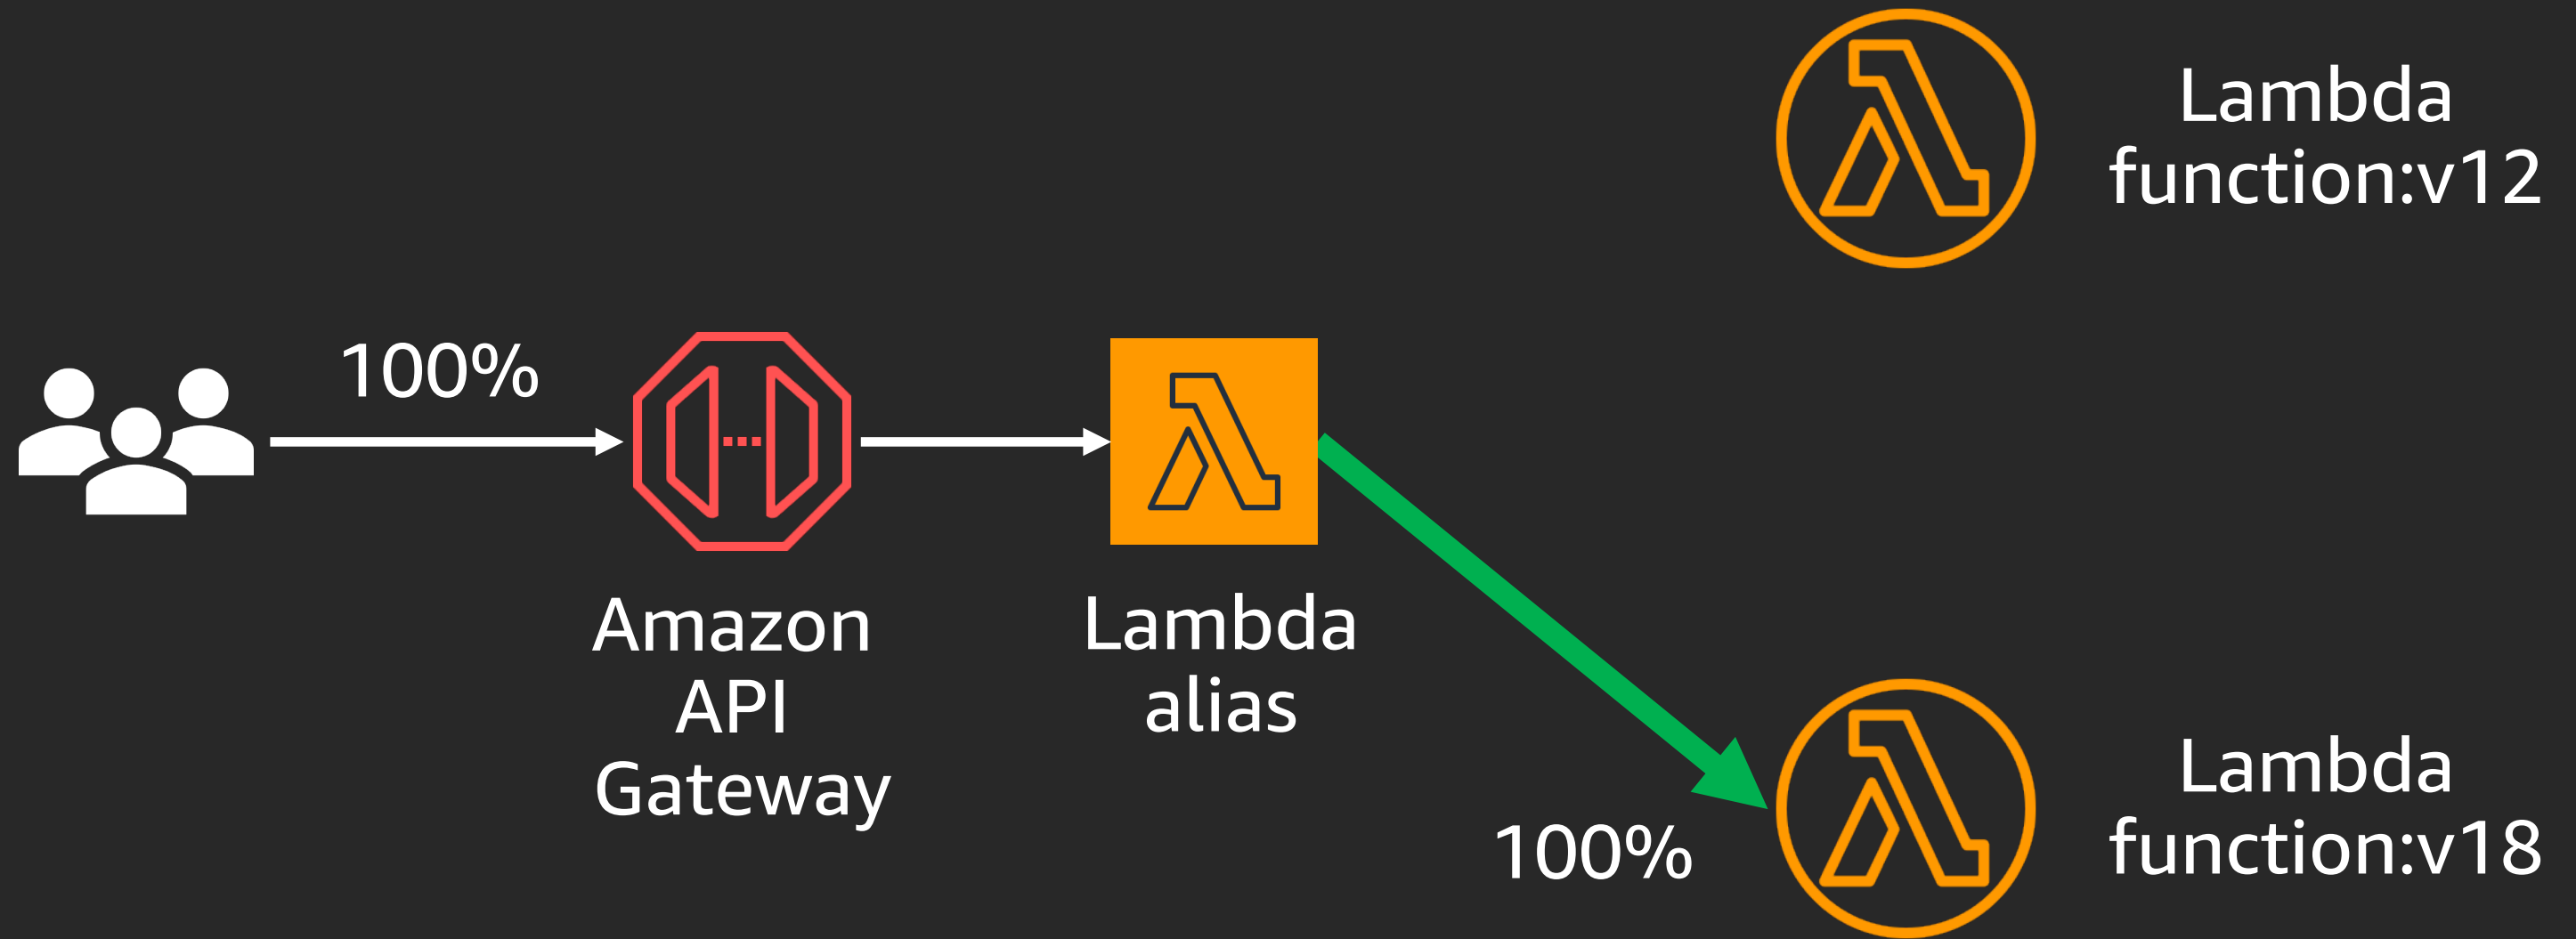 Lambda
function:v12
100%
Amazon
API
Gateway
Lambda
alias
100%
Lambda
function:v18